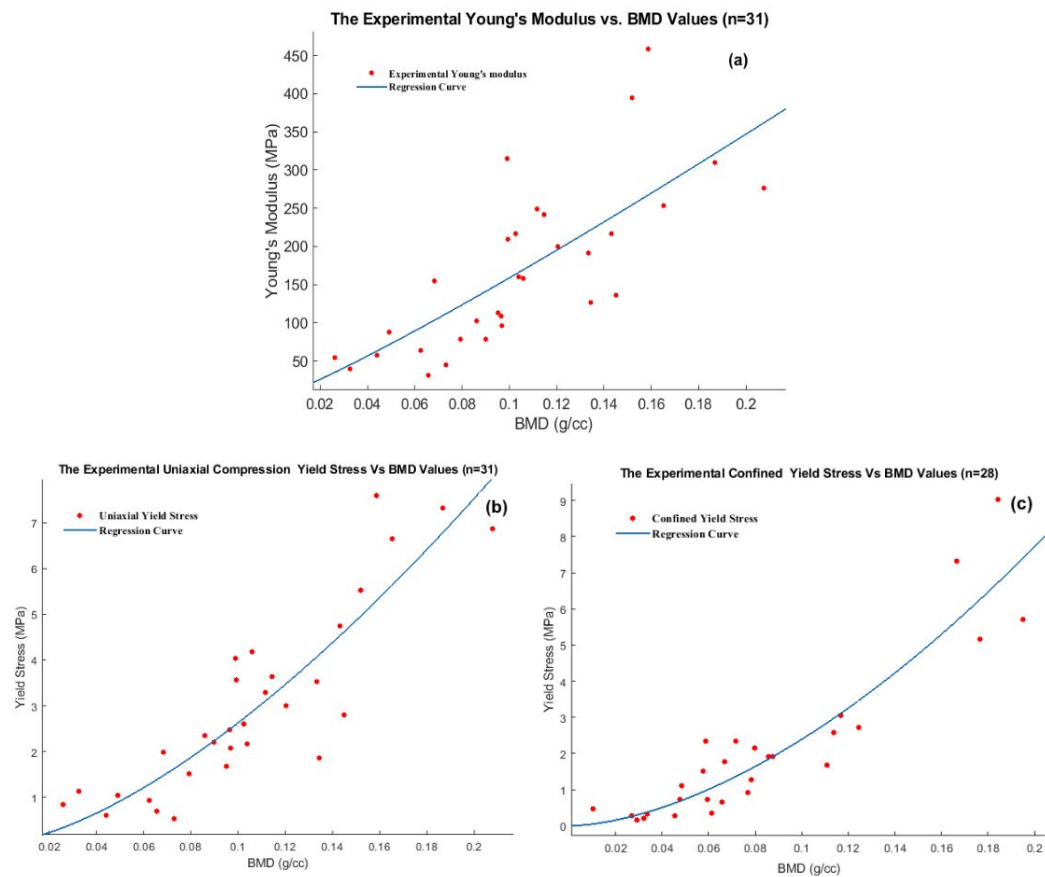 The Experimental Young's Modulus vs. BMD Values (n=31)
(a)
Experimental Young's modulus
Regression Curve
Young's Modulus (MPa)
450
400
350
300
250
200
150
100
50
0.02 0.04 0.06 0.08 0.1 0.12 0.14 0.16 0.18 0.2
BMD (g/cc)
The Experimental Uniaxial Compression Yield Stress Vs BMD Values (n=31)
(b)
Uniaxial Yield Stress
Regression Curve
Yield Stress (MPa)
7
6
5
4
3
2
1
0.02 0.04 0.06 0.08 0.1 0.12 0.14 0.16 0.18 0.2
BMD (g/cc)
The Experimental Confined Yield Stress Vs BMD Values (n=28)
(c)
Confined Yield Stress
Regression Curve
Yield Stress (MPa)
9
8
7
6
5
4
3
2
1
0
0.02 0.04 0.06 0.08 0.1 0.12 0.14 0.16 0.18 0.2
BMD (g/cc)